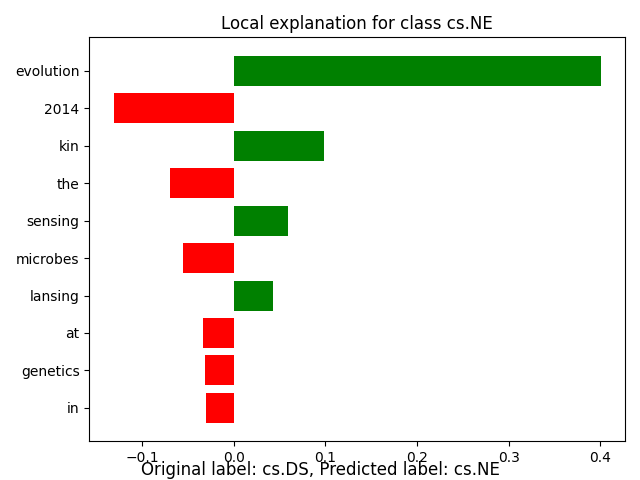 Local explanation for class cs.NE
evolution
2014
kin
the
sensing
microbes
lansing
at
genetics
in
−0.1 0.0 0.1 0.2 0.3 0.4
Original label: cs.DS, Predicted label: cs.NE